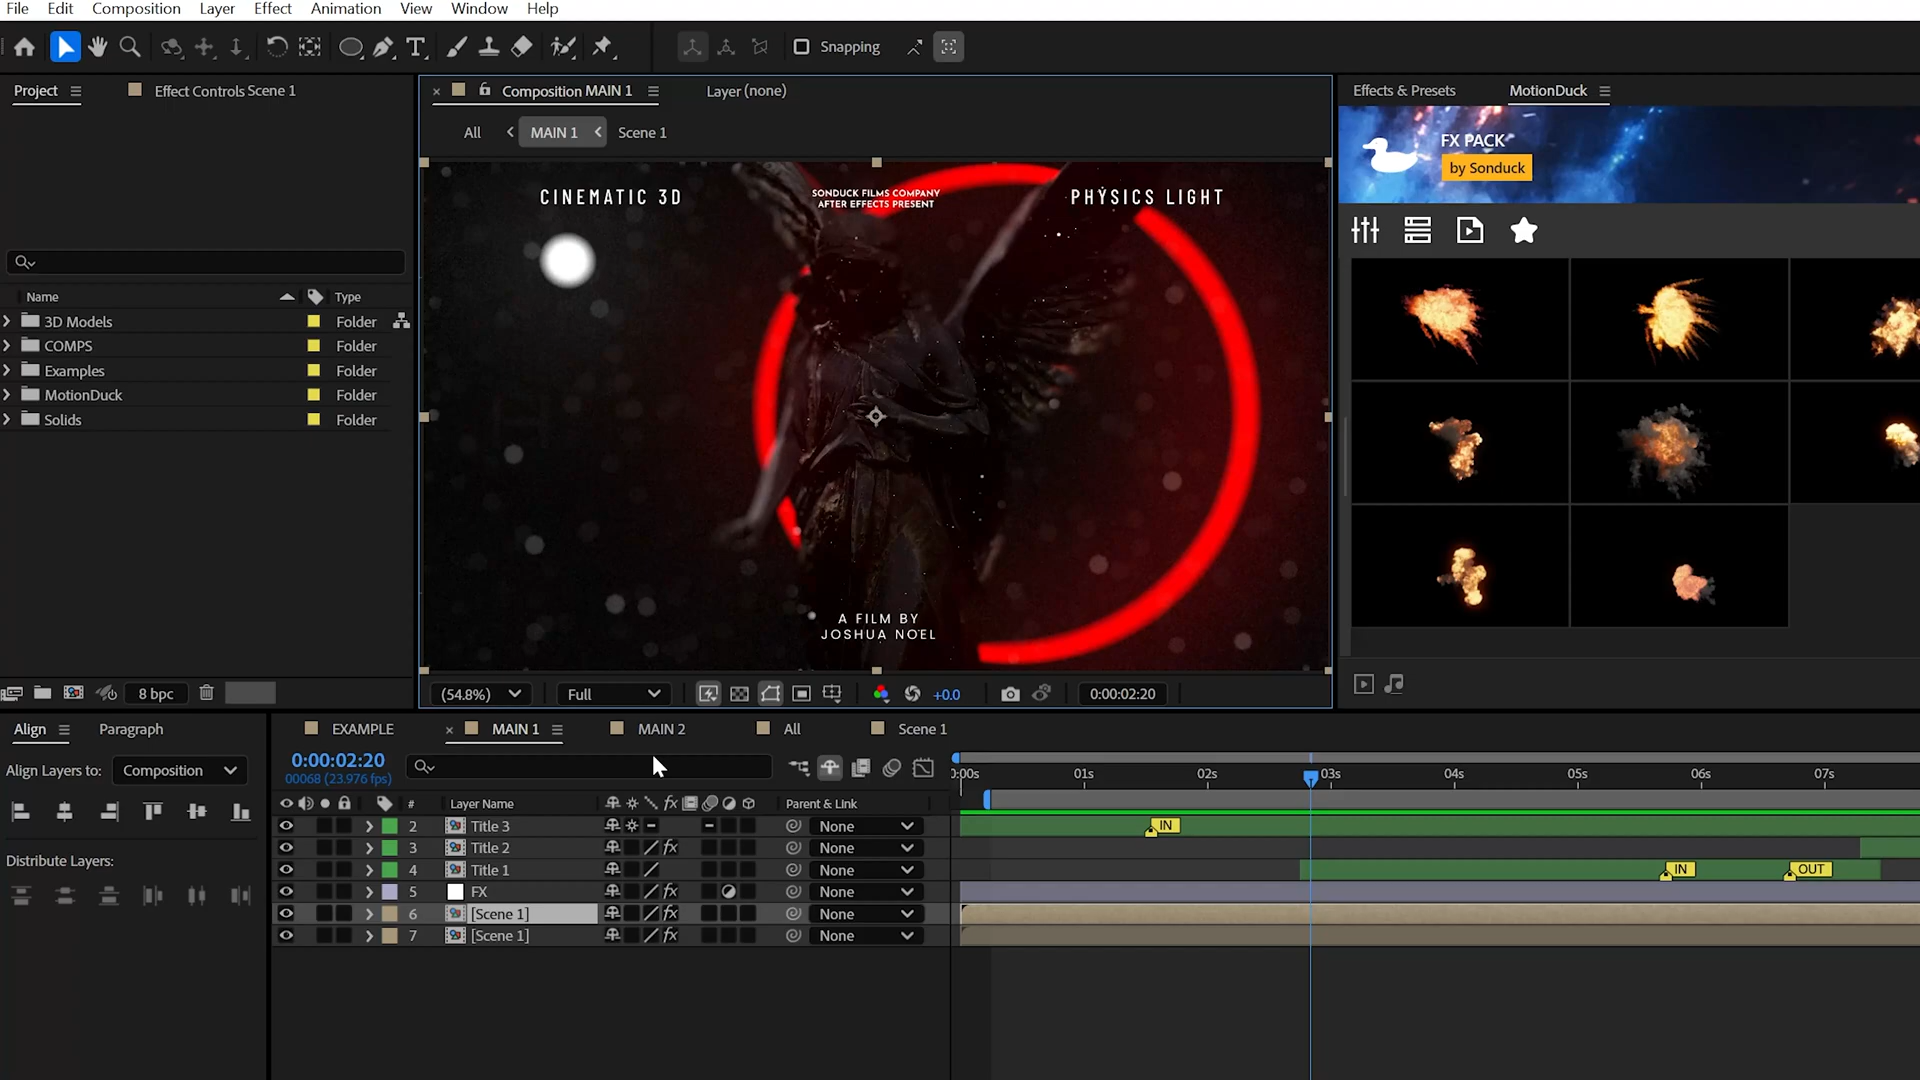 File Edit Composition Layer Effect Animation View Window Help
Snapping
Project
Effect Controls Scene 1
Composition MAIN 1
Layer (none)
Effects & Presets
MotionDuck
All MAIN 1 Scene 1
FX PACK
by Sonduck
CINEMATIC 3D
SONDUCK FILMS COMPANY
AFTER EFFECTS PRESENT
PHYSICS LIGHT
Name Type
3D Models Folder
COMPS Folder
Examples Folder
MotionDuck Folder
Solids Folder
A FILM BY
JOSHUA NOEL
8 bpc
(54.8%) Full +0.0 0:00:02:20
Align Paragraph
EXAMPLE MAIN 1 MAIN 2 All Scene 1
Align Layers to: Composition
0:00:02:20
00068 (23.976 fps)
0:00s 01s 02s 03s 04s 05s 06s 07s
# Layer Name fx Parent & Link
2 Title 3 None IN
3 Title 2 fx None
4 Title 1 None IN OUT
5 FX fx None
6 [Scene 1] fx None
7 [Scene 1] fx None
Distribute Layers: